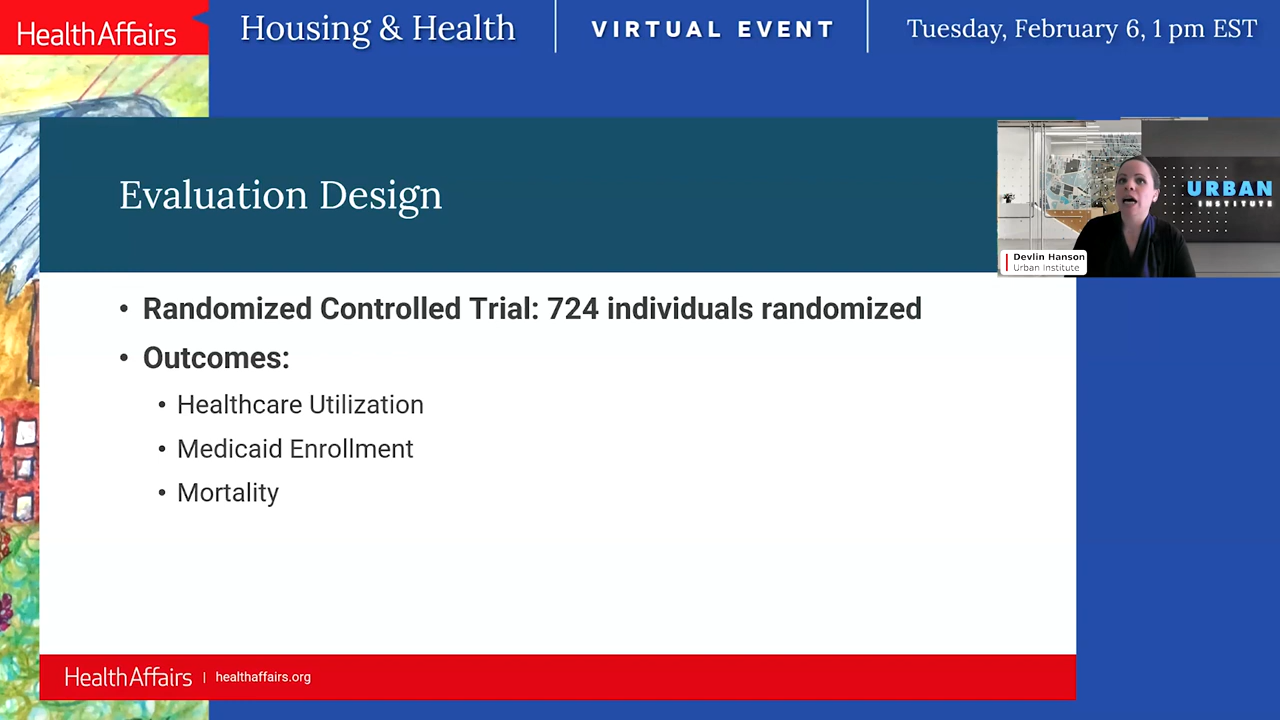 HealthAffairs
Housing & Health
VIRTUAL EVENT
Tuesday, February 6, 1 pm EST
Evaluation Design
URBAN
INSTITUTE
Devlin Hanson
Urban Institute
• Randomized Controlled Trial: 724 individuals randomized
• Outcomes:
• Healthcare Utilization
• Medicaid Enrollment
• Mortality
HealthAffairs | healthaffairs.org